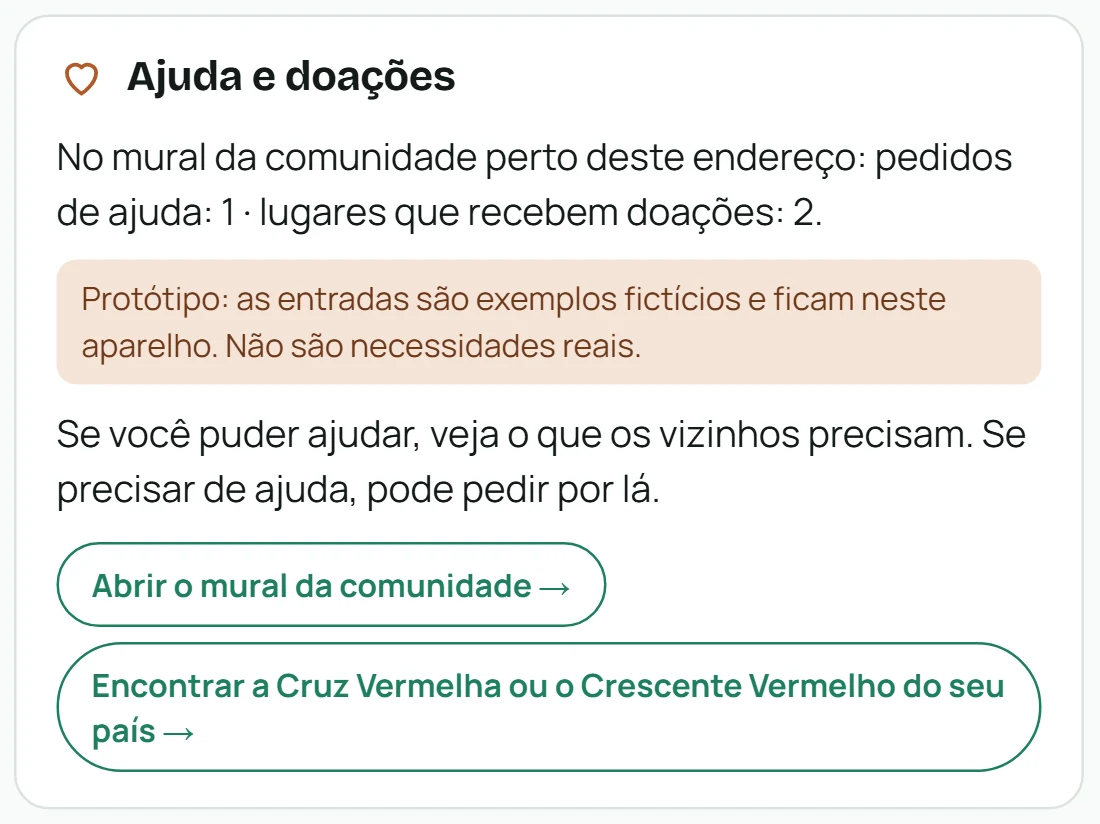 Ajuda e doações
No mural da comunidade perto deste endereço: pedidos
de ajuda: 1 · lugares que recebem doações: 2.
Protótipo: as entradas são exemplos fictícios e ficam neste
aparelho. Não são necessidades reais.
Se você puder ajudar, veja o que os vizinhos precisam. Se
precisar de ajuda, pode pedir por lá.
Abrir o mural da comunidade →
Encontrar a Cruz Vermelha ou o Crescente Vermelho do seu
país →